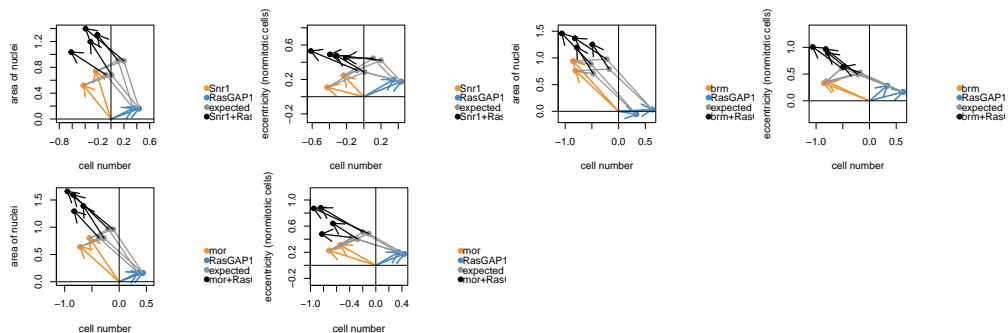 area of nuclei
0.0 0.4 0.8 1.2
−0.6 −0.2 0.2 0.6
cell number
Snr1
RasGAP1
expected
Snr1+Ras
eccentricity (nonmitotic cells)
−0.2 0.2 0.6
−0.6 −0.2 0.2
cell number
Snr1
RasGAP1
expected
Snr1+Ras
area of nuclei
0.0 0.5 1.0 1.5
−1.0 0.0 0.5
cell number
brm
RasGAP1
expected
brm+Ras
eccentricity (nonmitotic cells)
0.0 0.5 1.0
−1.0 0.0 0.5
cell number
brm
RasGAP1
expected
brm+Ras
area of nuclei
0.0 0.5 1.0 1.5
−1.0 0.0 0.5
cell number
mor
RasGAP1
expected
mor+Ras
eccentricity (nonmitotic cells)
−0.2 0.2 0.6 1.0
−1.0 −0.4 0.0 0.4
cell number
mor
RasGAP1
expected
mor+Ras